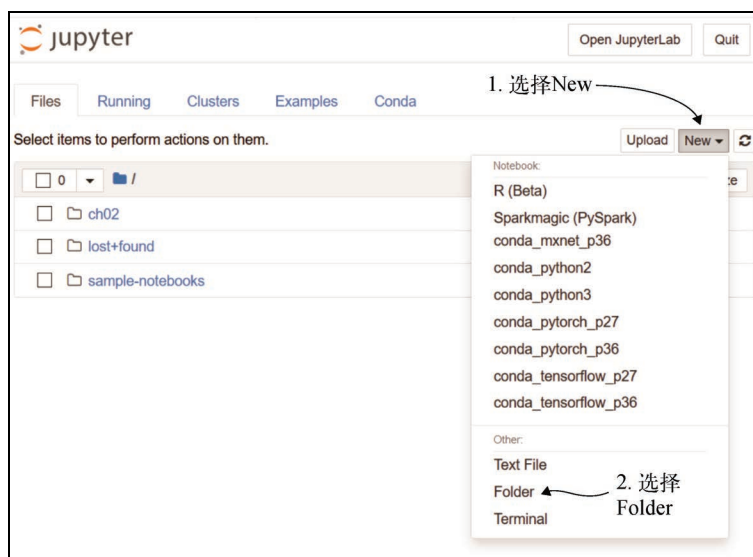 jupyter
Open JupyterLab
Quit
1. 选择New
Files Running Clusters Examples Conda
Select items to perform actions on them.
Upload New
0 /
ch02
lost+found
sample-notebooks
Notebook:
R (Beta)
Sparkmagic (PySpark)
conda_mxnet_p36
conda_python2
conda_python3
conda_pytorch_p27
conda_pytorch_p36
conda_tensorflow_p27
conda_tensorflow_p36
Other:
Text File
Folder
Terminal
2. 选择
Folder